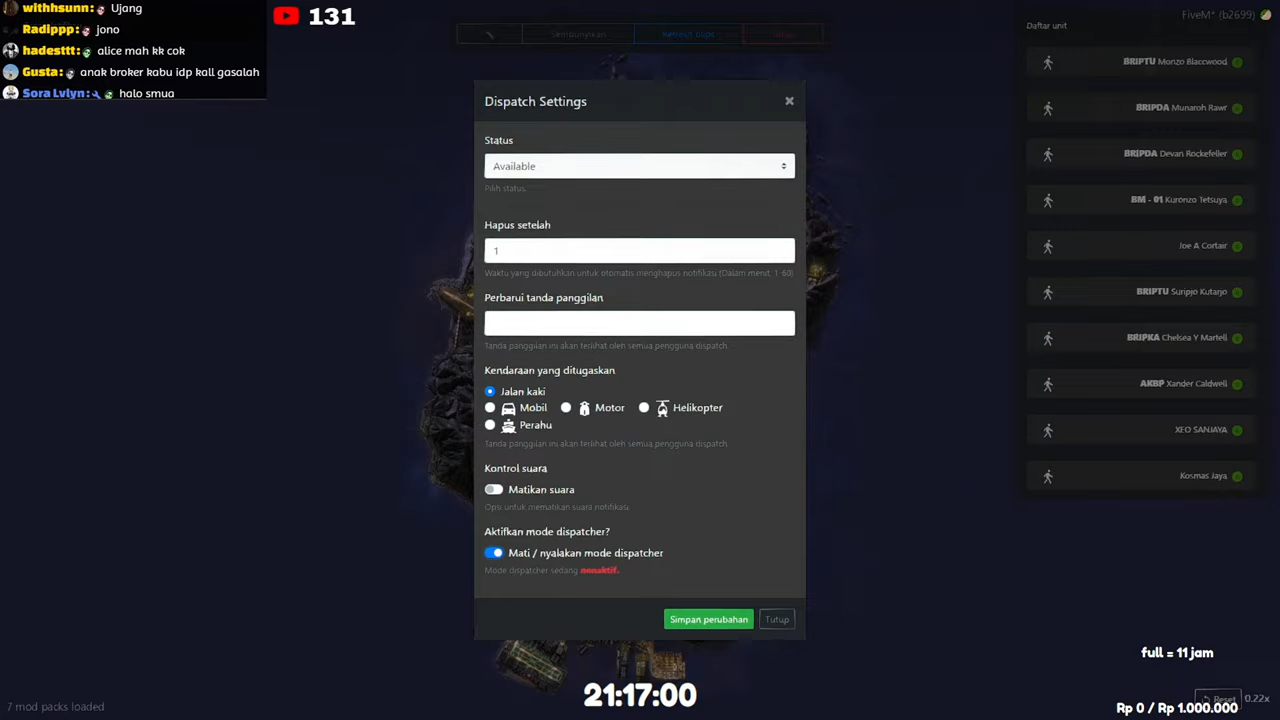 withhsunn: Ujang
Radippp: jono
hadesttt: alice mah kk cok
Gusta: anak broker kabu idp kall gasalah
Sora Lvlyn: halo smua
131
Sembunyikan
FiveM* (b2699)
Daftar unit
BRIPTU Monzo Blaccwood
BRIPDA Munaroh Rawr
BRIPDA Devan Rockefeller
BM - 01 Kuronzo Tetsuya
Joe A Cortair
BRIPTU Suripjo Kutarjo
BRIPKA Chelsea Y Martell
AKBP Xander Caldwell
XEO SANJAYA
Kosmas Jaya
Dispatch Settings
×
Status
Available
Pilih status.
Hapus setelah
1
Waktu yang dibutuhkan untuk otomatis menghapus notifikasi (Dalam menit, 1-60)
Perbarui tanda panggilan
Tanda panggilan ini akan terlihat oleh semua pengguna dispatch.
Kendaraan yang ditugaskan
Jalan kaki
Mobil Motor Helikopter
Perahu
Tanda panggilan ini akan terlihat oleh semua pengguna dispatch.
Kontrol suara
Matikan suara
Opsi untuk mematikan suara notifikasi.
Aktifkan mode dispatcher?
Mati / nyalakan mode dispatcher
Mode dispatcher sedang nonaktif.
Simpan perubahan
Tutup
full = 11 jam
21:17:00
7 mod packs loaded
Reset
0.22x
Rp 0 / Rp 1.000.000